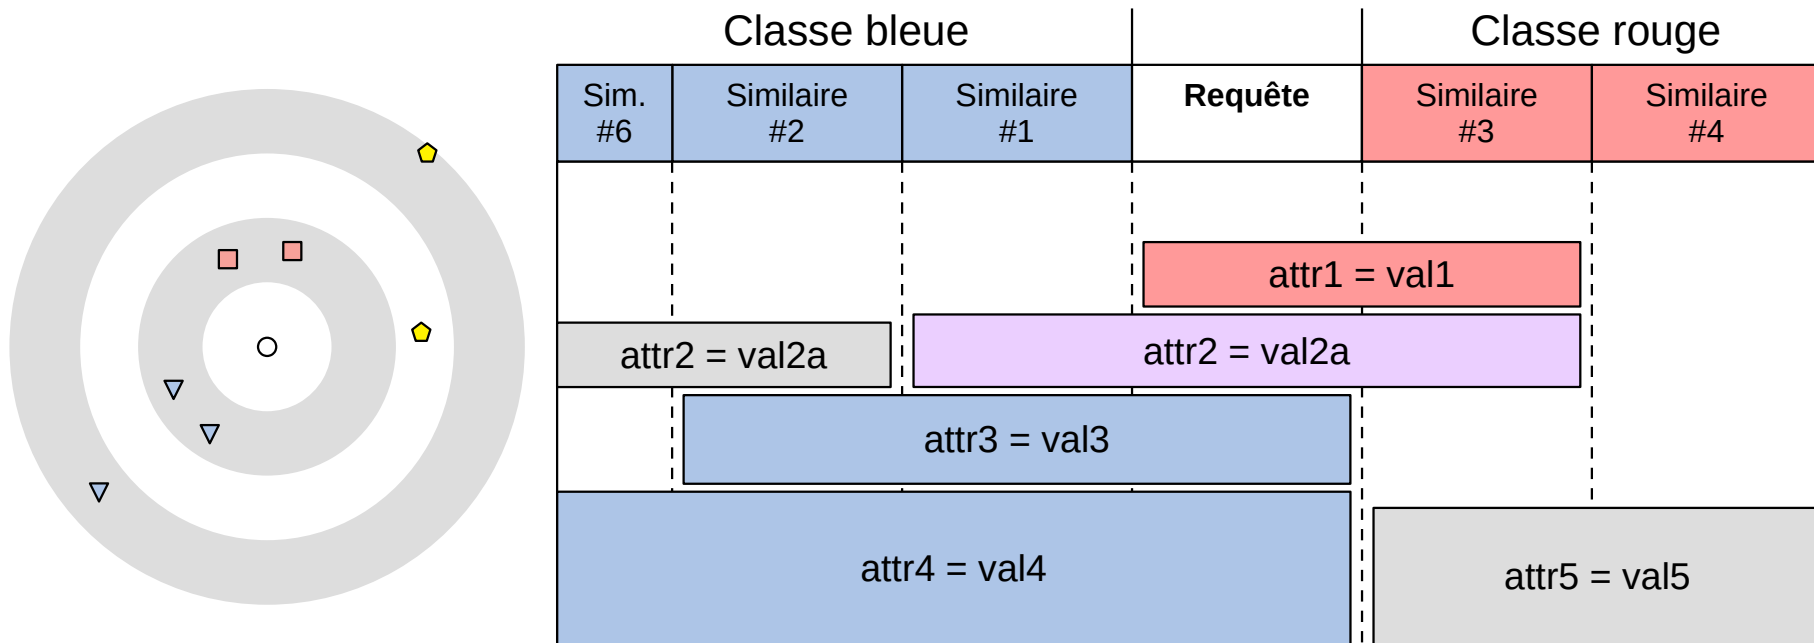 Classe bleue
Classe rouge
Sim.
#6
Similaire
#2
Similaire
#1
Requête
Similaire
#3
Similaire
#4
attr1 = val1
attr2 = val2a
attr2 = val2a
attr3 = val3
attr4 = val4
attr5 = val5